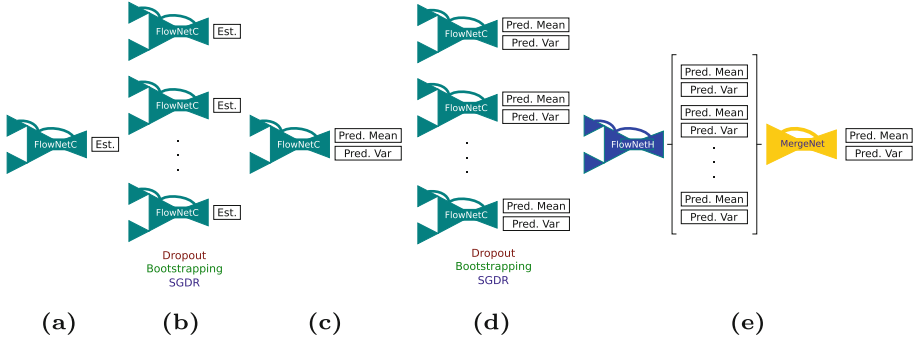 FlowNetC
Est.
(a)
FlowNetC
Est.
FlowNetC
Est.
FlowNetC
Est.
Dropout
Bootstrapping
SGDR
(b)
FlowNetC
Pred. Mean
Pred. Var
(c)
FlowNetC
Pred. Mean
Pred. Var
FlowNetC
Pred. Mean
Pred. Var
FlowNetC
Pred. Mean
Pred. Var
Dropout
Bootstrapping
SGDR
(d)
FlowNetH
Pred. Mean
Pred. Var
Pred. Mean
Pred. Var
Pred. Mean
Pred. Var
MergeNet
Pred. Mean
Pred. Var
(e)